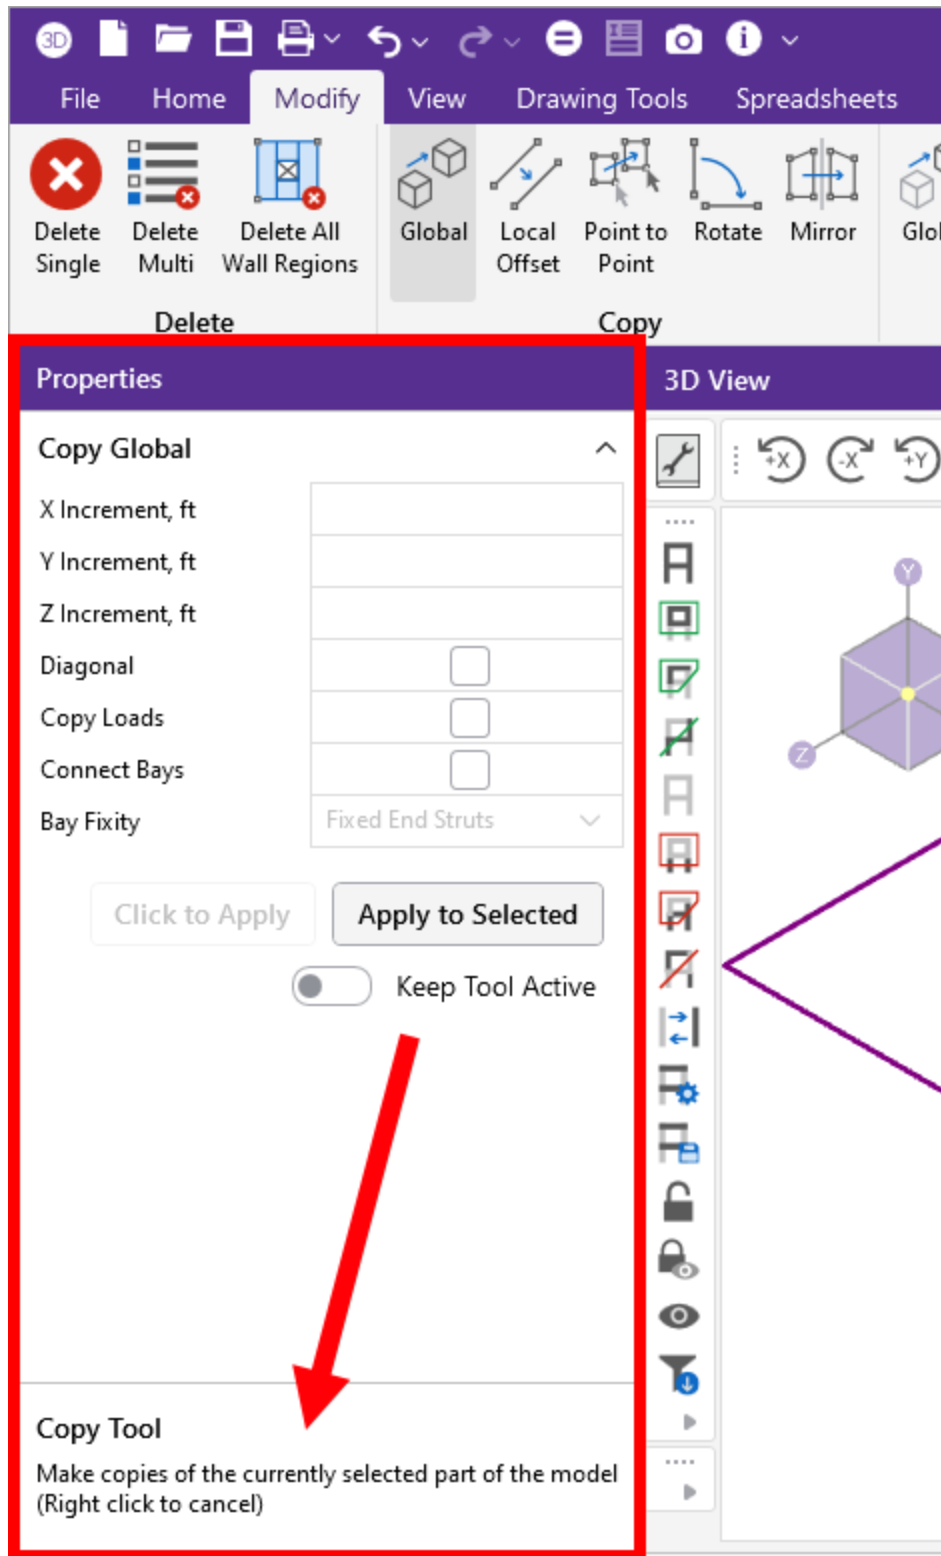 3D
File Home Modify View Drawing Tools Spreadsheets
Delete Single
Delete Multi
Delete All Wall Regions
Global
Local Offset
Point to Point
Rotate
Mirror
Glo
Delete
Copy
Properties
3D View
Copy Global
+X -X +Y
X Increment, ft
Y Increment, ft
Z Increment, ft
Y
Z
Diagonal
Copy Loads
Connect Bays
Bay Fixity Fixed End Struts
Click to Apply Apply to Selected
Keep Tool Active
Copy Tool
Make copies of the currently selected part of the model
(Right click to cancel)